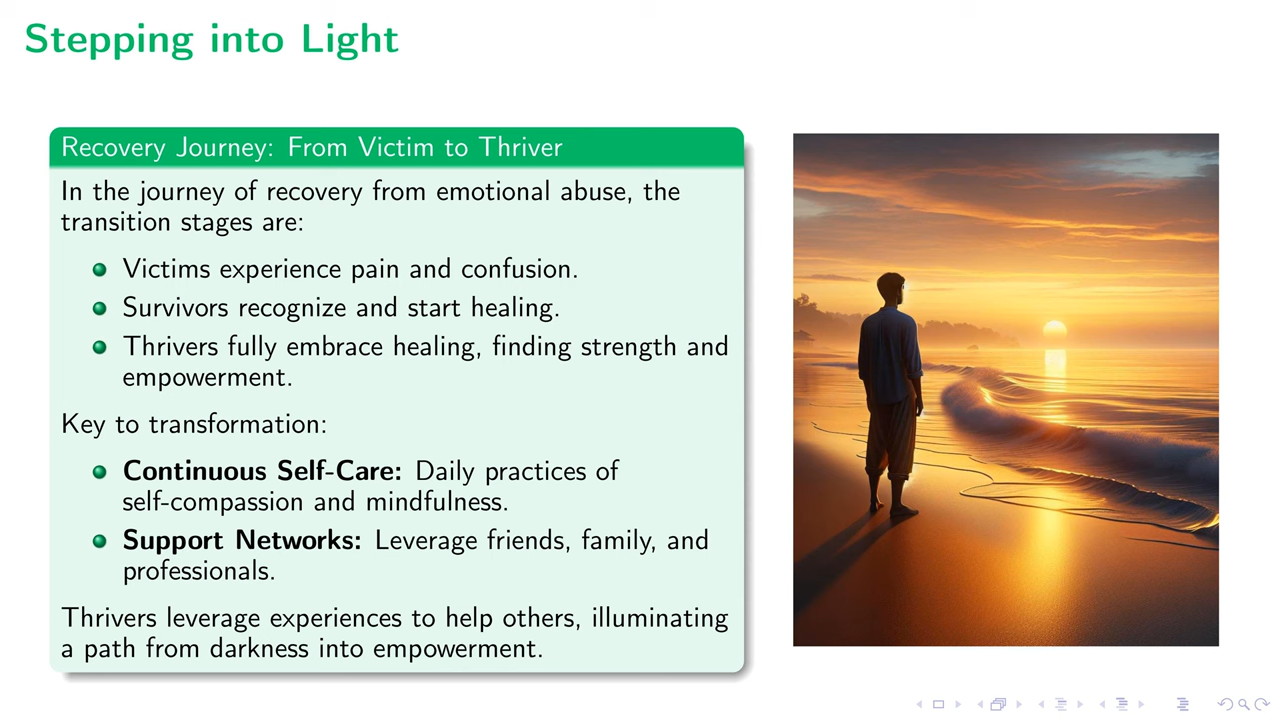 Stepping into Light
Recovery Journey: From Victim to Thriver
In the journey of recovery from emotional abuse, the
transition stages are:
Victims experience pain and confusion.
Survivors recognize and start healing.
Thrivers fully embrace healing, finding strength and
empowerment.
Key to transformation:
Continuous Self-Care: Daily practices of
self-compassion and mindfulness.
Support Networks: Leverage friends, family, and
professionals.
Thrivers leverage experiences to help others, illuminating
a path from darkness into empowerment.